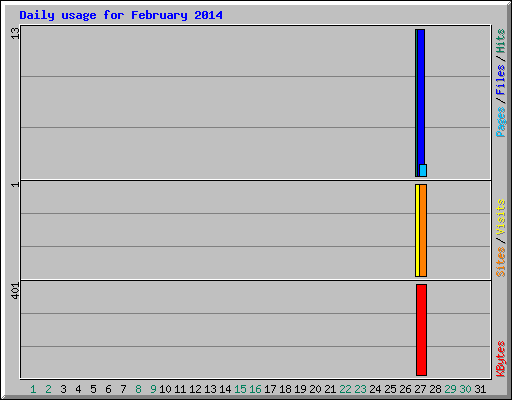 Daily usage for February 2014
13
Pages/Files/Hits
1
Sites/Visits
401
KBytes
1 2 3 4 5 6 7 8 9 10 11 12 13 14 15 16 17 18 19 20 21 22 23 24 25 26 27 28 29 30 31